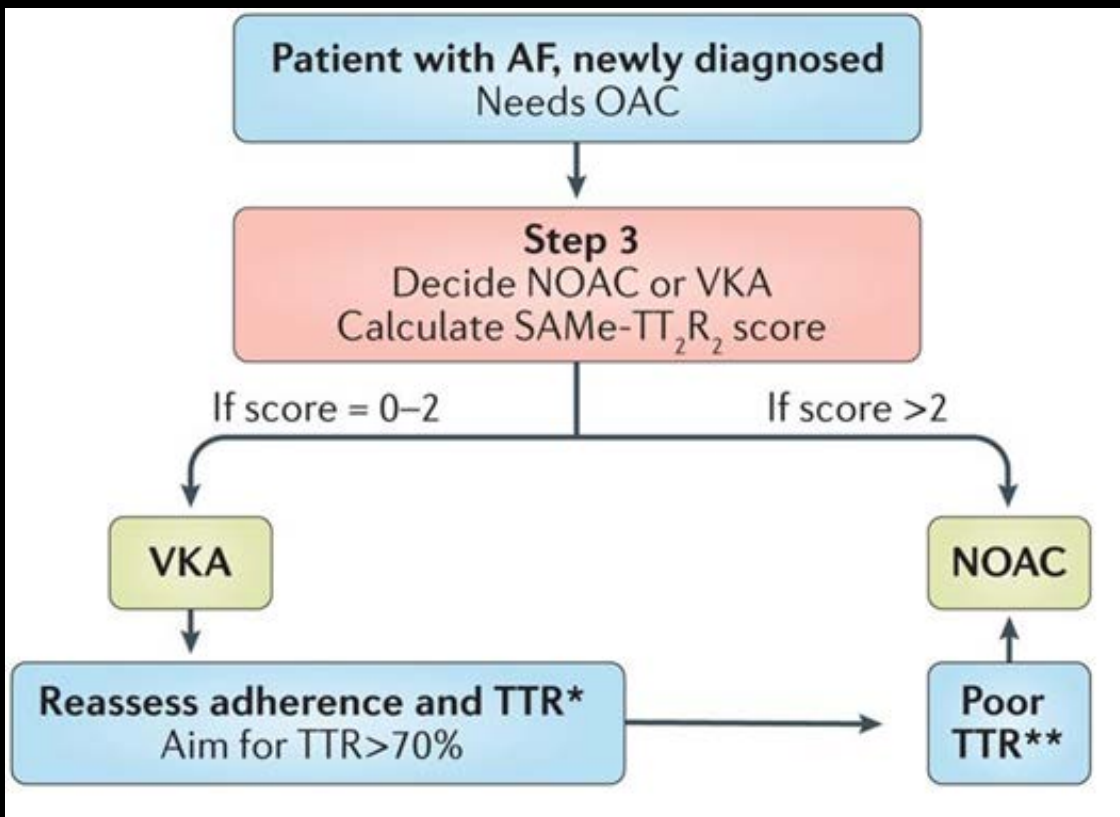 Patient with AF, newly diagnosed
Needs OAC
Step 3
Decide NOAC or VKA
Calculate SAMe-TT₂R₂ score
If score = 0–2
If score >2
VKA
NOAC
Reassess adherence and TTR*
Aim for TTR>70%
Poor
TTR**